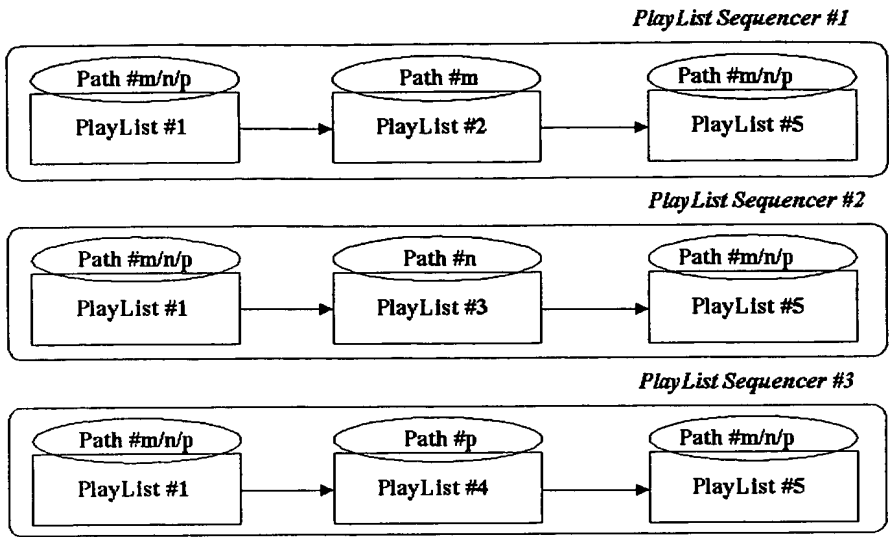 PlayList Sequencer #1
Path #m/n/p
Path #m
Path #m/n/p
PlayList #1
PlayList #2
PlayList #5
PlayList Sequencer #2
Path #m/n/p
Path #n
Path #m/n/p
PlayList #1
PlayList #3
PlayList #5
PlayList Sequencer #3
Path #m/n/p
Path #p
Path #m/n/p
PlayList #1
PlayList #4
PlayList #5